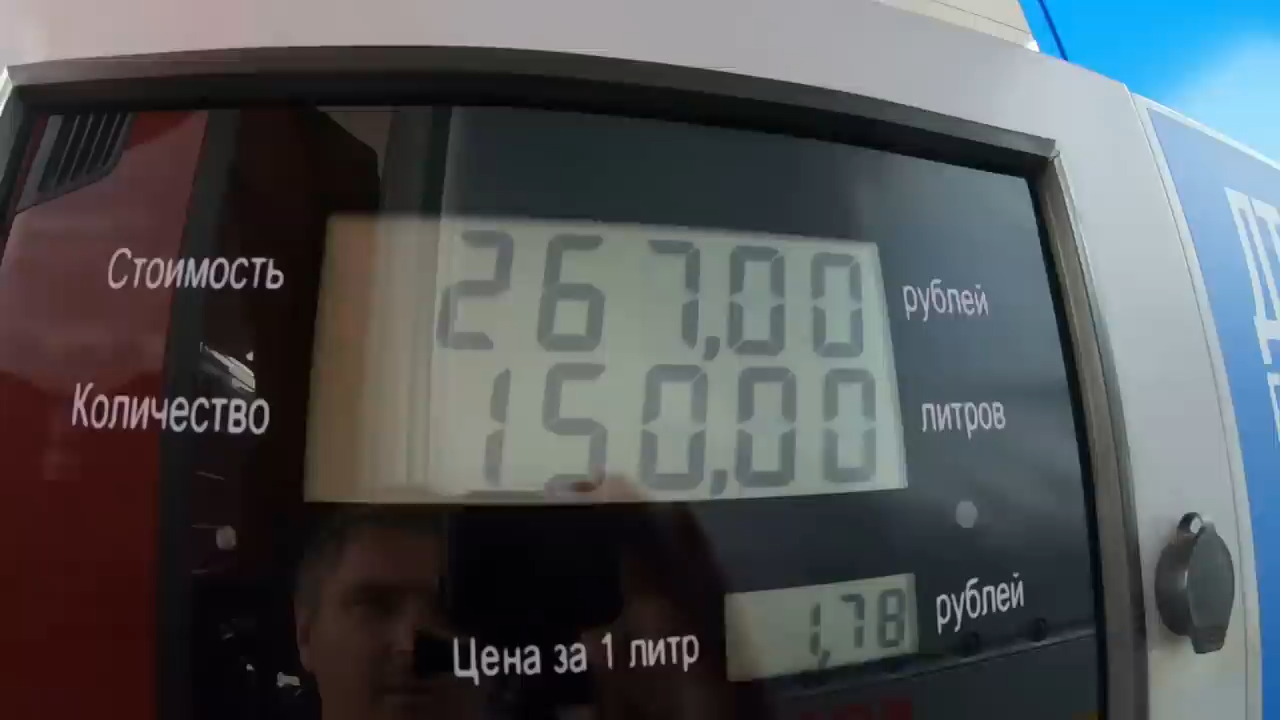 Стоимость 267,00 рублей
Количество 150,00 литров
Цена за 1 литр 1,78 рублей